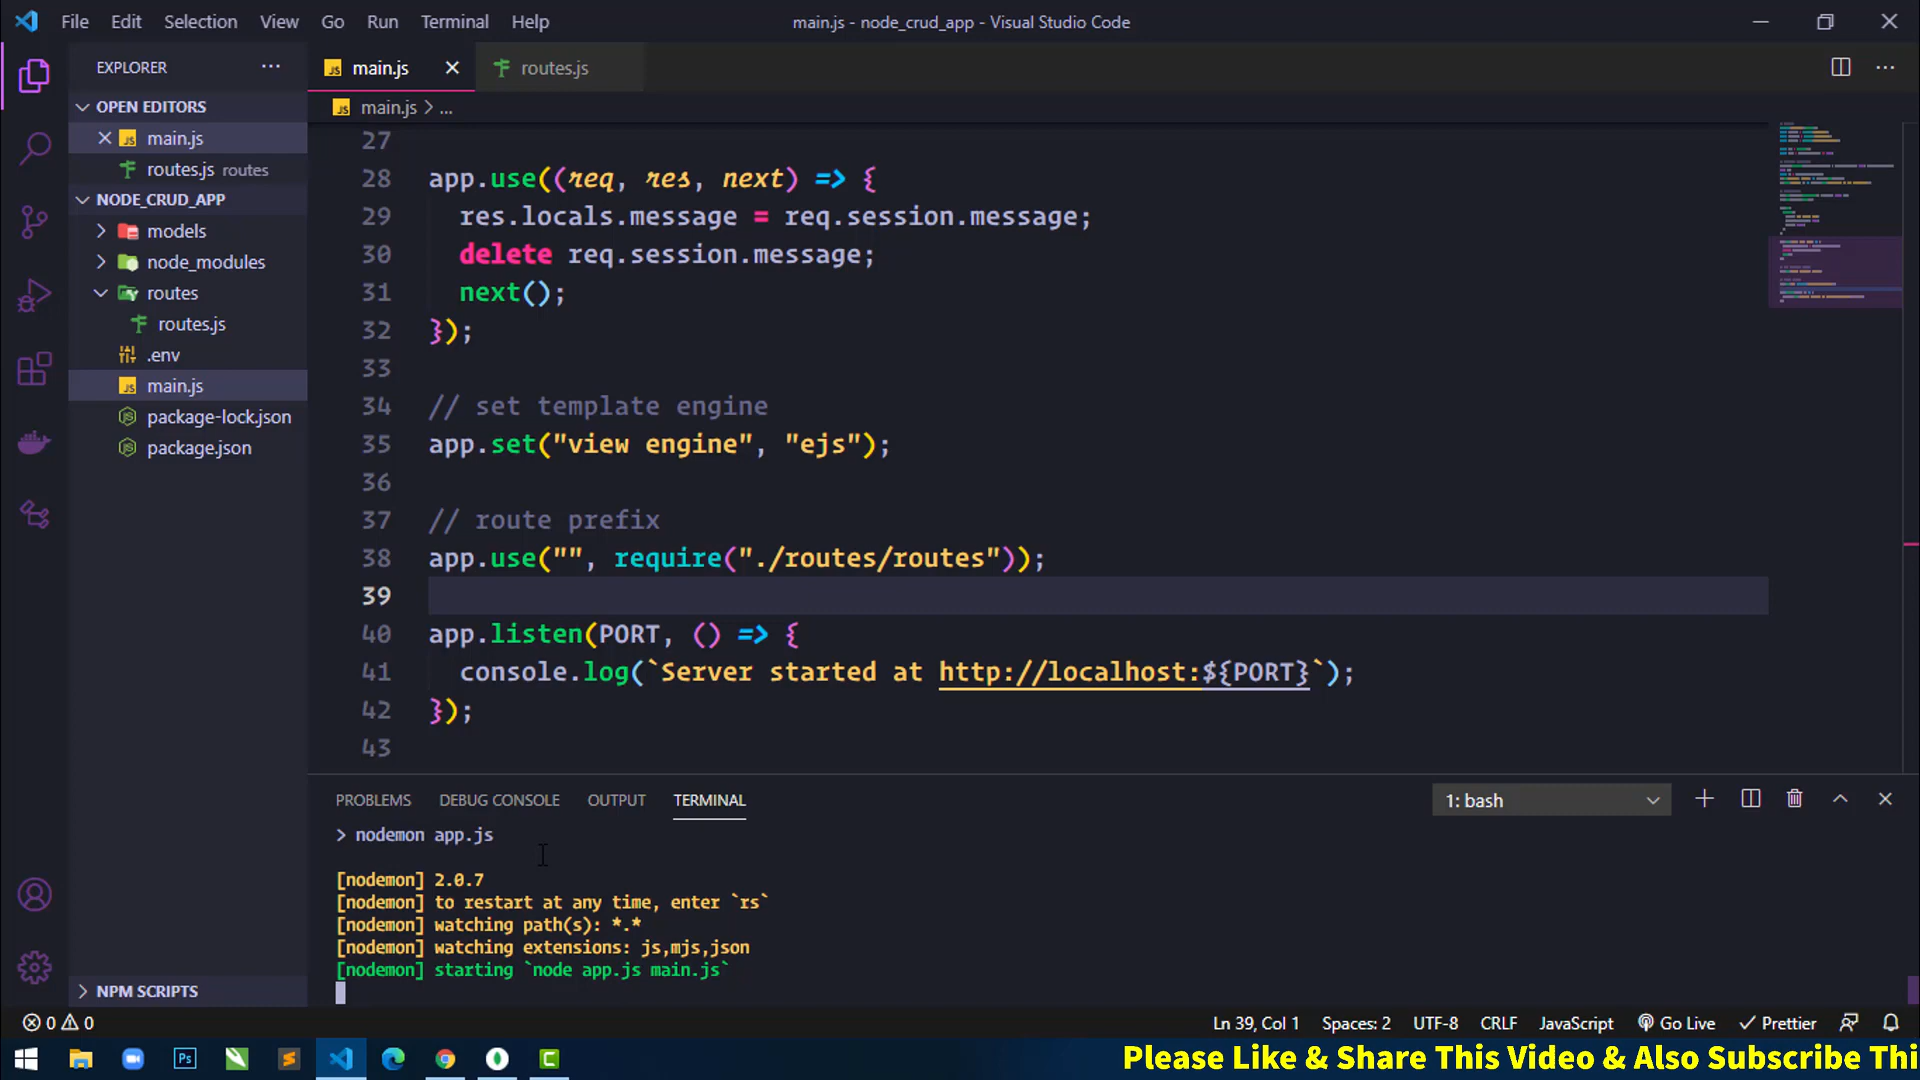 File Edit Selection View Go Run Terminal Help
main.js - node_crud_app - Visual Studio Code
EXPLORER
OPEN EDITORS
main.js
routes.js routes
NODE_CRUD_APP
models
node_modules
routes
routes.js
.env
main.js
package-lock.json
package.json
NPM SCRIPTS
main.js routes.js
main.js > ...
27
28 app.use((req, res, next) => {
29 res.locals.message = req.session.message;
30 delete req.session.message;
31 next();
32 });
33
34 // set template engine
35 app.set("view engine", "ejs");
36
37 // route prefix
38 app.use("", require("./routes/routes"));
39
40 app.listen(PORT, () => {
41 console.log(`Server started at http://localhost:${PORT}`);
42 });
43
PROBLEMS DEBUG CONSOLE OUTPUT TERMINAL
1: bash
> nodemon app.js
[nodemon] 2.0.7
[nodemon] to restart at any time, enter `rs`
[nodemon] watching path(s): *.*
[nodemon] watching extensions: js,mjs,json
[nodemon] starting `node app.js main.js`
0 0 Ln 39, Col 1 Spaces: 2 UTF-8 CRLF JavaScript Go Live Prettier
Please Like & Share This Video & Also Subscribe Thi